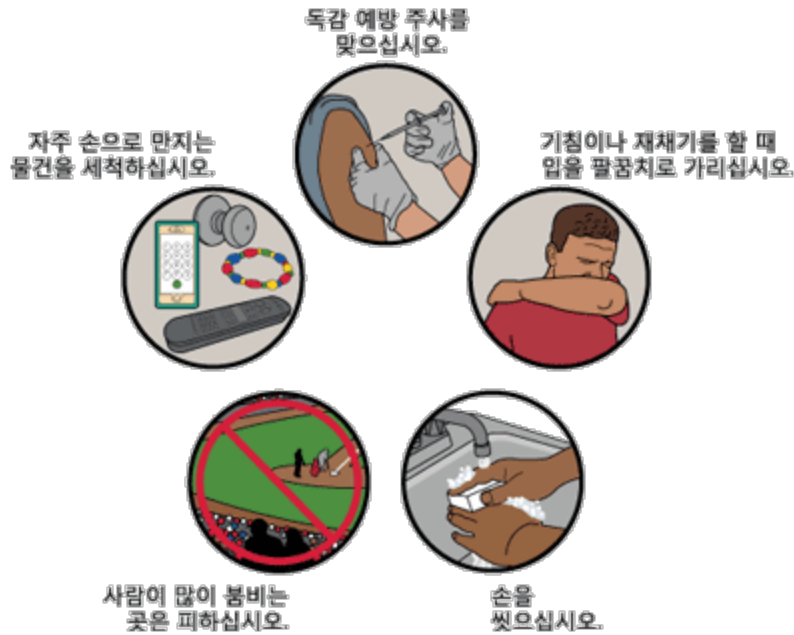 독감 예방 주사를
맞으십시오.
자주 손으로 만지는
물건을 세척하십시오.
기침이나 재채기를 할 때
입을 팔꿈치로 가리십시오.
사람이 많이 붐비는
곳은 피하십시오.
손을
씻으십시오.